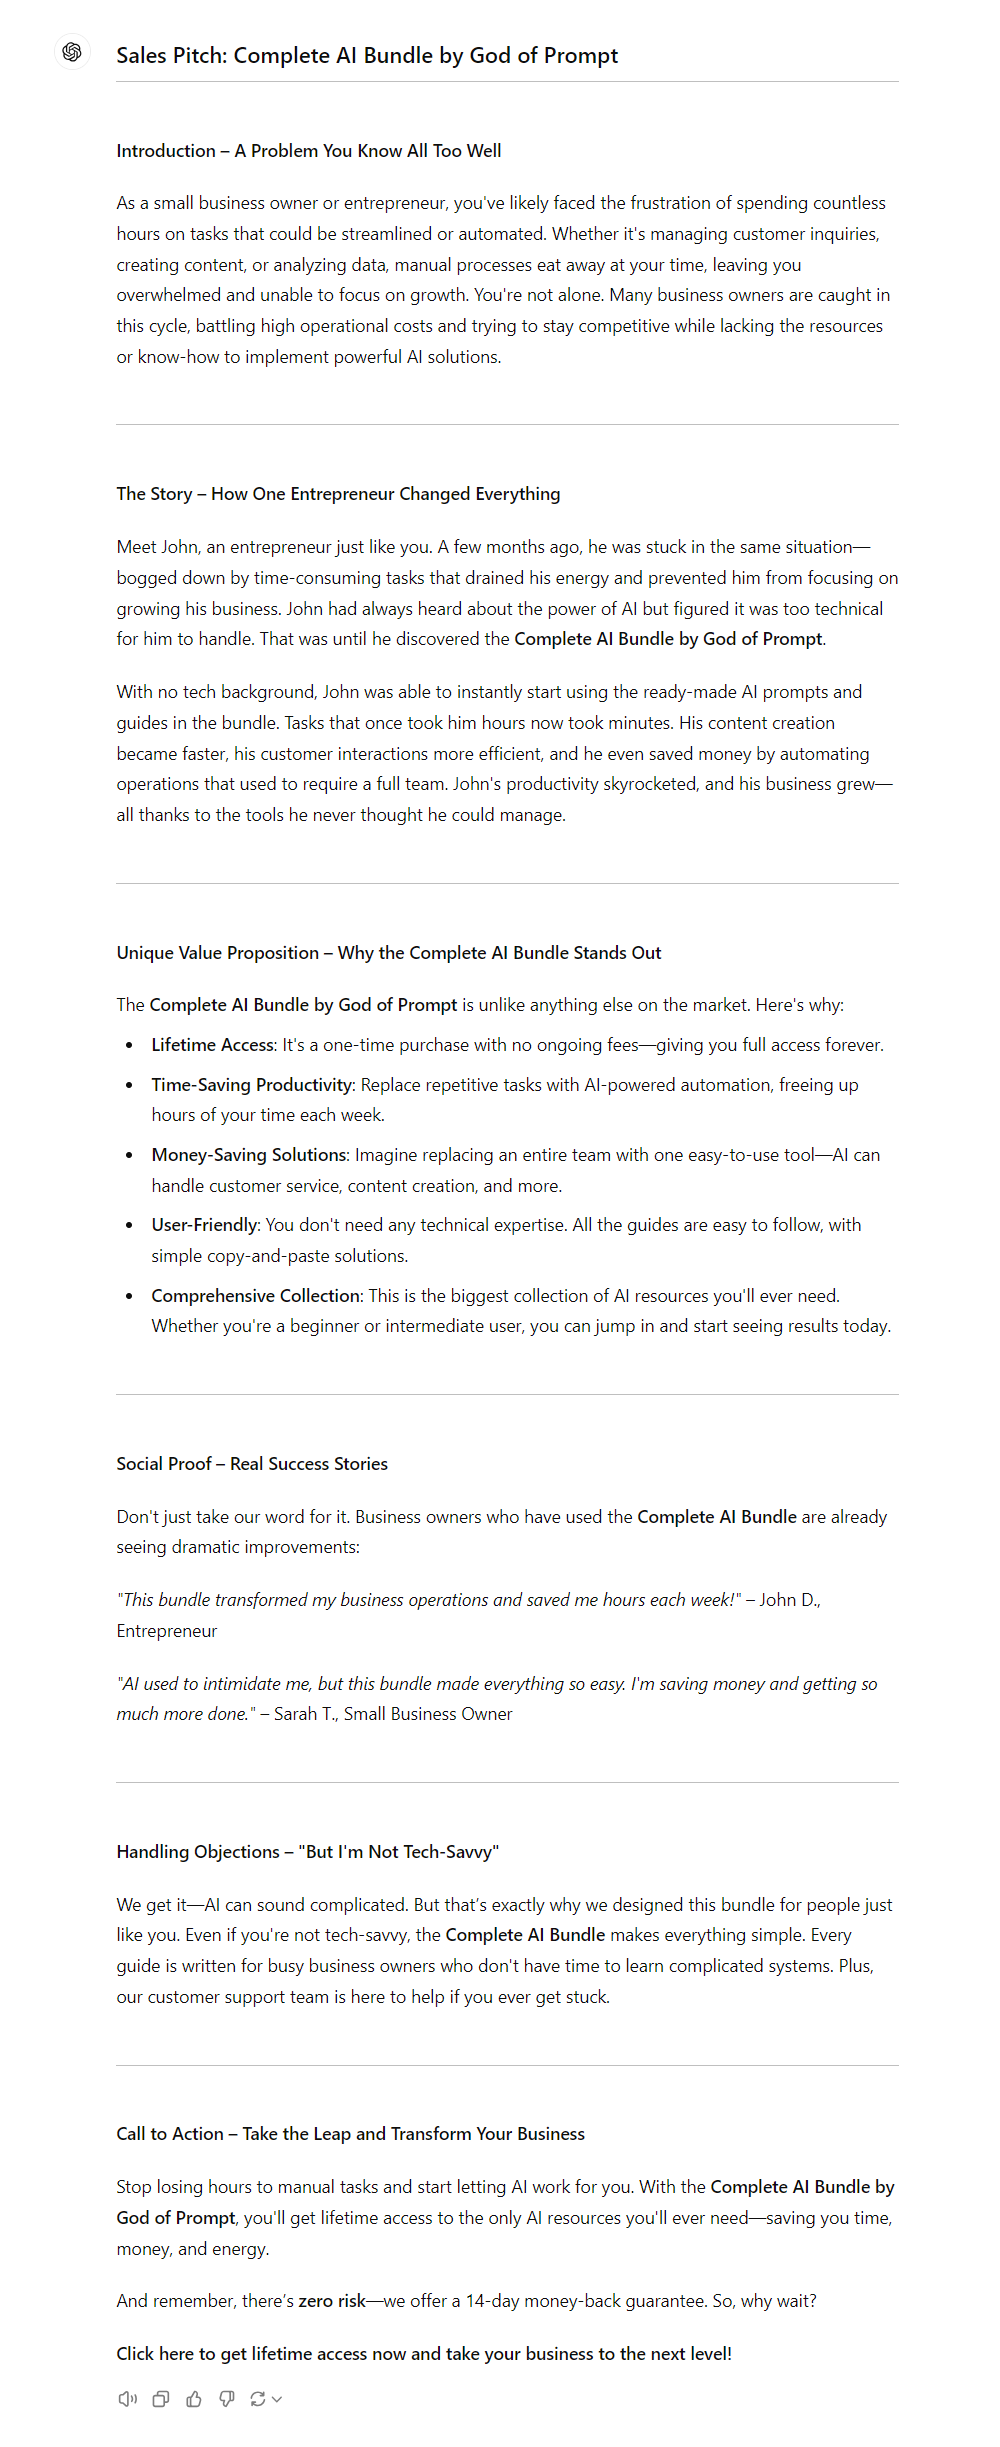 Sales Pitch: Complete AI Bundle by God of Prompt
Introduction – A Problem You Know All Too Well
As a small business owner or entrepreneur, you've likely faced the frustration of spending countless
hours on tasks that could be streamlined or automated. Whether it's managing customer inquiries,
creating content, or analyzing data, manual processes eat away at your time, leaving you
overwhelmed and unable to focus on growth. You're not alone. Many business owners are caught in
this cycle, battling high operational costs and trying to stay competitive while lacking the resources
or know-how to implement powerful AI solutions.
The Story – How One Entrepreneur Changed Everything
Meet John, an entrepreneur just like you. A few months ago, he was stuck in the same situation—
bogged down by time-consuming tasks that drained his energy and prevented him from focusing on
growing his business. John had always heard about the power of AI but figured it was too technical
for him to handle. That was until he discovered the Complete AI Bundle by God of Prompt.
With no tech background, John was able to instantly start using the ready-made AI prompts and
guides in the bundle. Tasks that once took him hours now took minutes. His content creation
became faster, his customer interactions more efficient, and he even saved money by automating
operations that used to require a full team. John's productivity skyrocketed, and his business grew—
all thanks to the tools he never thought he could manage.
Unique Value Proposition – Why the Complete AI Bundle Stands Out
The Complete AI Bundle by God of Prompt is unlike anything else on the market. Here's why:
• Lifetime Access: It's a one-time purchase with no ongoing fees—giving you full access forever.
• Time-Saving Productivity: Replace repetitive tasks with AI-powered automation, freeing up
hours of your time each week.
• Money-Saving Solutions: Imagine replacing an entire team with one easy-to-use tool—AI can
handle customer service, content creation, and more.
• User-Friendly: You don't need any technical expertise. All the guides are easy to follow, with
simple copy-and-paste solutions.
• Comprehensive Collection: This is the biggest collection of AI resources you'll ever need.
Whether you're a beginner or intermediate user, you can jump in and start seeing results today.
Social Proof – Real Success Stories
Don't just take our word for it. Business owners who have used the Complete AI Bundle are already
seeing dramatic improvements:
"This bundle transformed my business operations and saved me hours each week!" – John D.,
Entrepreneur
"AI used to intimidate me, but this bundle made everything so easy. I'm saving money and getting so
much more done." – Sarah T., Small Business Owner
Handling Objections – "But I'm Not Tech-Savvy"
We get it—AI can sound complicated. But that’s exactly why we designed this bundle for people just
like you. Even if you're not tech-savvy, the Complete AI Bundle makes everything simple. Every
guide is written for busy business owners who don't have time to learn complicated systems. Plus,
our customer support team is here to help if you ever get stuck.
Call to Action – Take the Leap and Transform Your Business
Stop losing hours to manual tasks and start letting AI work for you. With the Complete AI Bundle by
God of Prompt, you'll get lifetime access to the only AI resources you'll ever need—saving you time,
money, and energy.
And remember, there’s zero risk—we offer a 14-day money-back guarantee. So, why wait?
Click here to get lifetime access now and take your business to the next level!